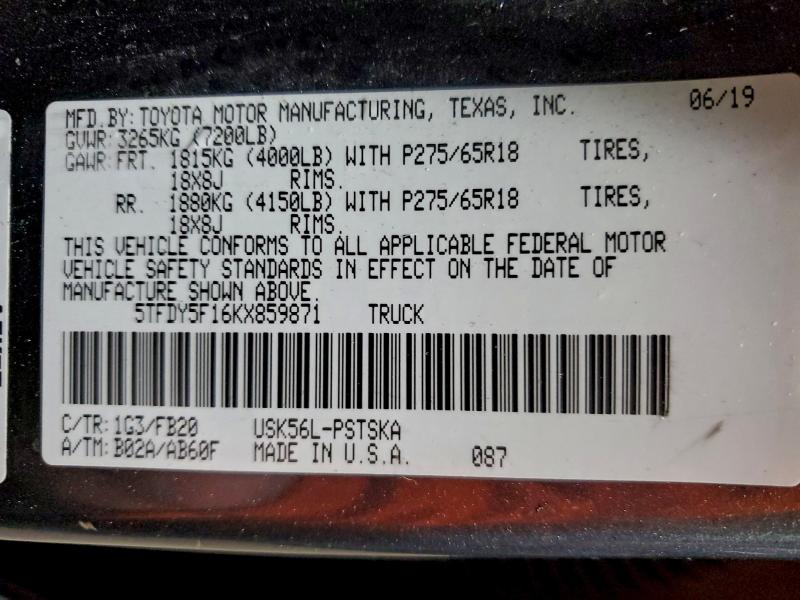 MFD. BY: TOYOTA MOTOR MANUFACTURING, TEXAS, INC. 06/19
GVWR: 3265KG (7200LB)
GAWR: FRT. 1815KG (4000LB) WITH P275/65R18 TIRES,
18X8J RIMS.
RR. 1880KG (4150LB) WITH P275/65R18 TIRES,
18X8J RIMS.
THIS VEHICLE CONFORMS TO ALL APPLICABLE FEDERAL MOTOR
VEHICLE SAFETY STANDARDS IN EFFECT ON THE DATE OF
MANUFACTURE SHOWN ABOVE.
5TFDY5F16KX859871 TRUCK
C/TR: 1G3/FB20 USK56L-PSTSKA
A/TM: B02A/AB60F MADE IN U.S.A. 087